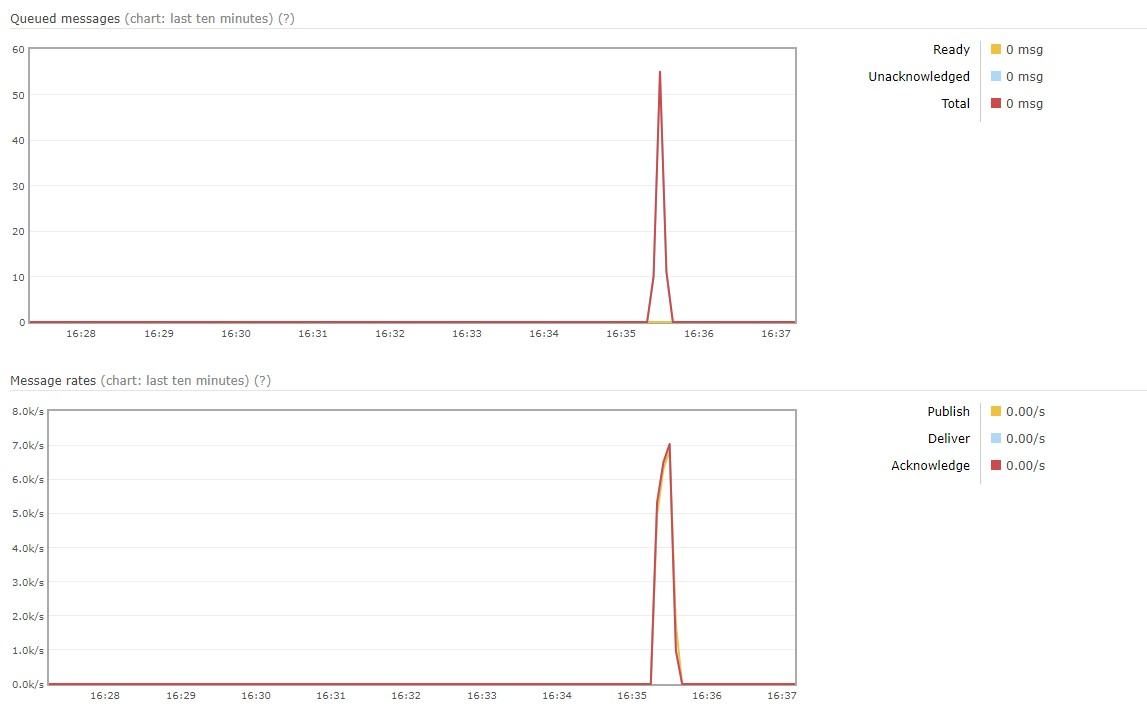 Queued messages (chart: last ten minutes) (?)
60
50
40
30
20
10
0
16:28 16:29 16:30 16:31 16:32 16:33 16:34 16:35 16:36 16:37
Ready 0 msg
Unacknowledged 0 msg
Total 0 msg
Message rates (chart: last ten minutes) (?)
8.0k/s
7.0k/s
6.0k/s
5.0k/s
4.0k/s
3.0k/s
2.0k/s
1.0k/s
0.0k/s
16:28 16:29 16:30 16:31 16:32 16:33 16:34 16:35 16:36 16:37
Publish 0.00/s
Deliver 0.00/s
Acknowledge 0.00/s